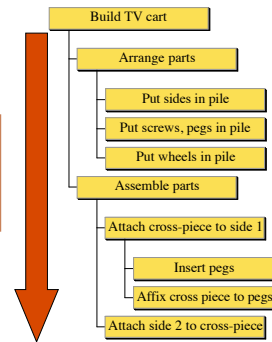 Build TV cart
Arrange parts
Put sides in pile
Put screws, pegs in pile
Put wheels in pile
Assemble parts
Attach cross-piece to side 1
Insert pegs
Affix cross piece to pegs
Attach side 2 to cross-piece